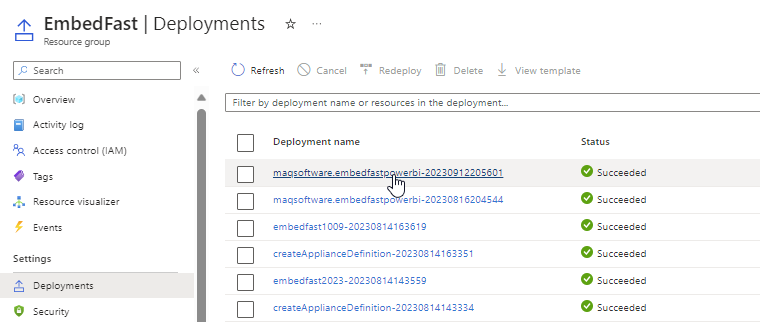 EmbedFast | Deployments ☆ ···
Resource group
Search «
Overview
Activity log
Access control (IAM)
Tags
Resource visualizer
Events
Settings
Deployments
Security
Refresh Cancel Redeploy Delete View template
Filter by deployment name or resources in the deployment...
Deployment name Status
maqsoftware.embedfastpowerbi-20230912205601 Succeeded
maqsoftware.embedfastpowerbi-20230816204544 Succeeded
embedfast1009-20230814163619 Succeeded
createApplianceDefinition-20230814163351 Succeeded
embedfast2023-20230814143559 Succeeded
createApplianceDefinition-20230814143334 Succeeded